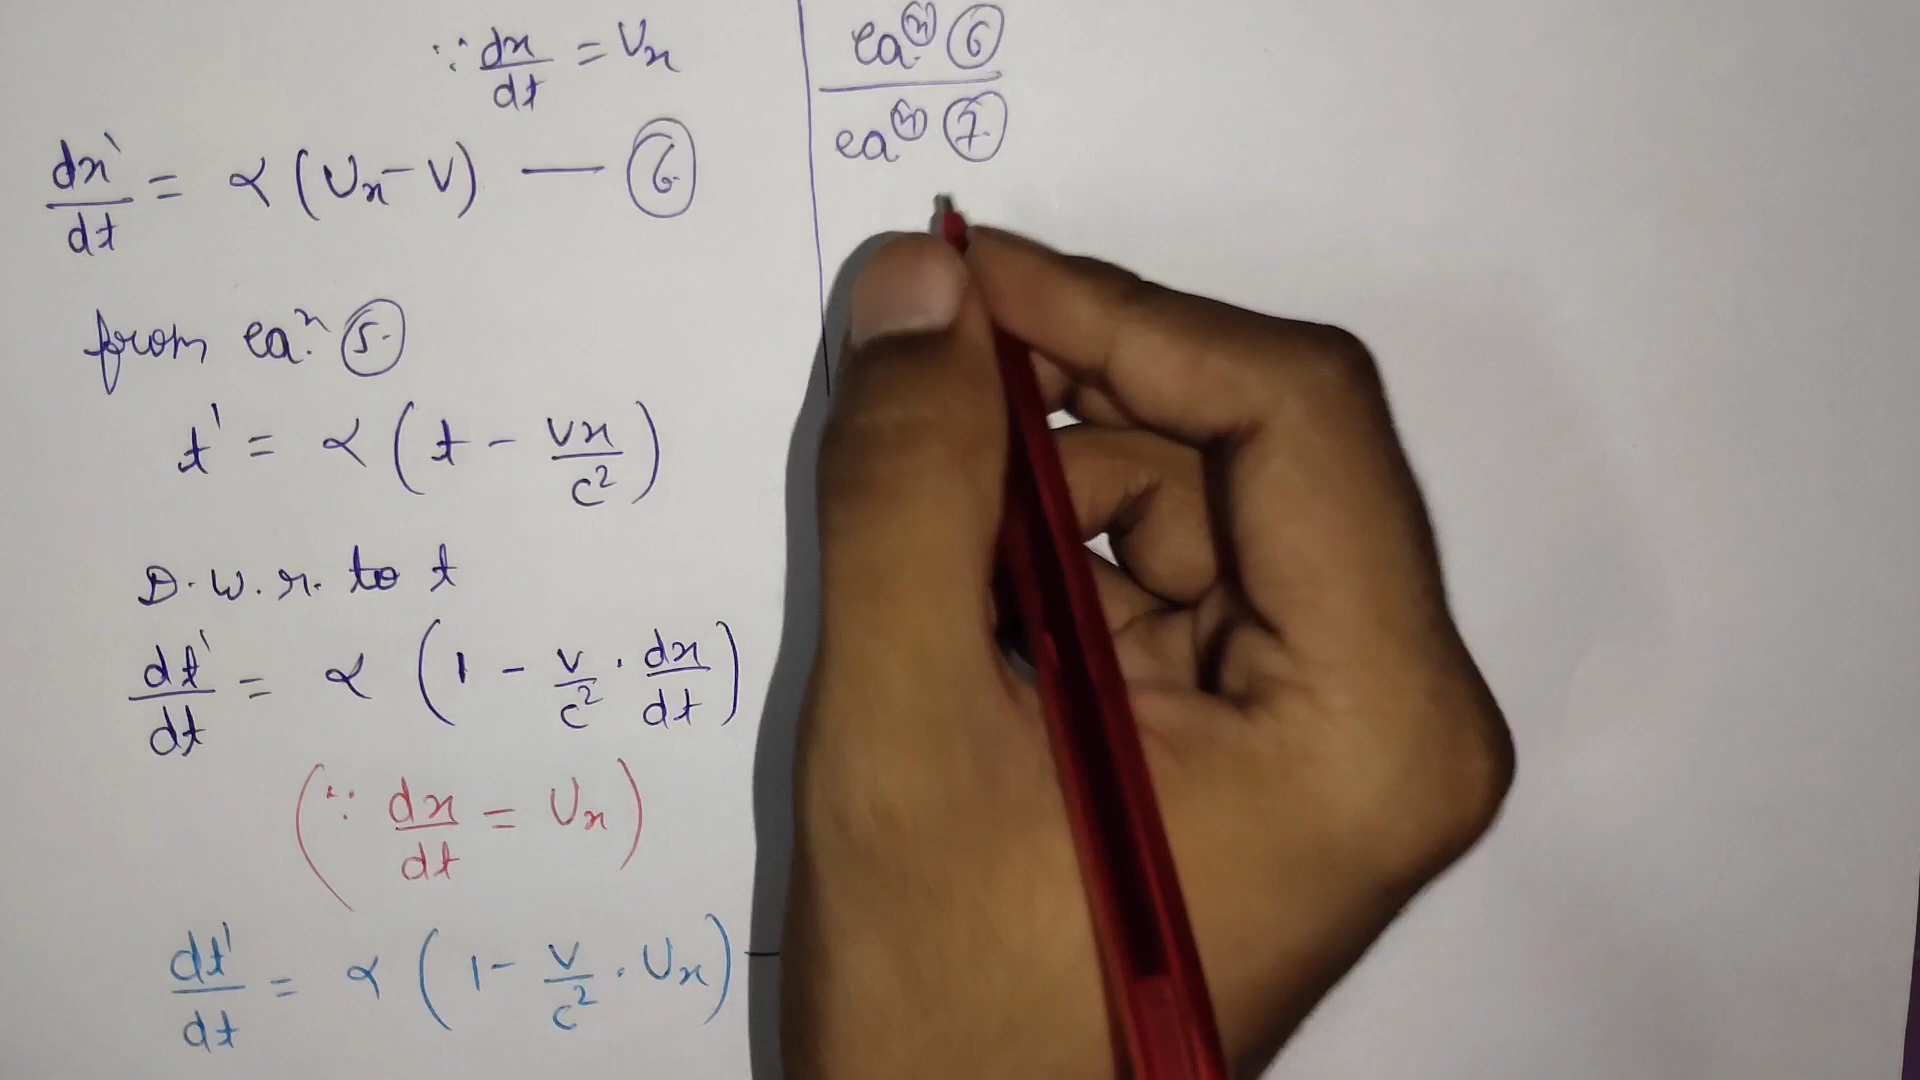 ∵ dx/dt = Ux
dx'/dt = α (Ux - V) — 6.
from eqn. 5.
t' = α (t - Vx/c²)
D. w. r. to t
dt'/dt = α (1 - v/c² . dx/dt)
(∵ dx/dt = Ux)
dt'/dt = α (1 - v/c² . Ux) —
eqn. 6
eqn 7.